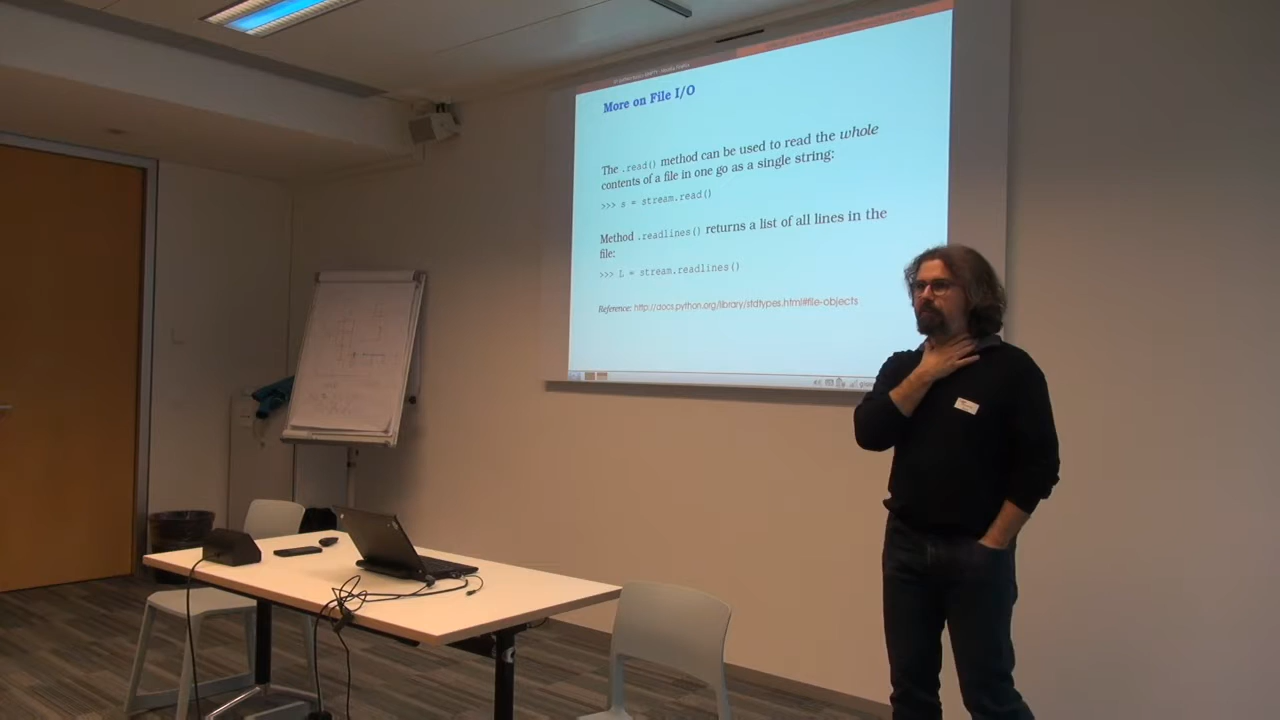 More on File I/O
The .read() method can be used to read the whole
contents of a file in one go as a single string:
>>> s = stream.read()
Method .readlines() returns a list of all lines in the
file:
>>> L = stream.readlines()
Reference: http://docs.python.org/library/stdtypes.html#file-objects